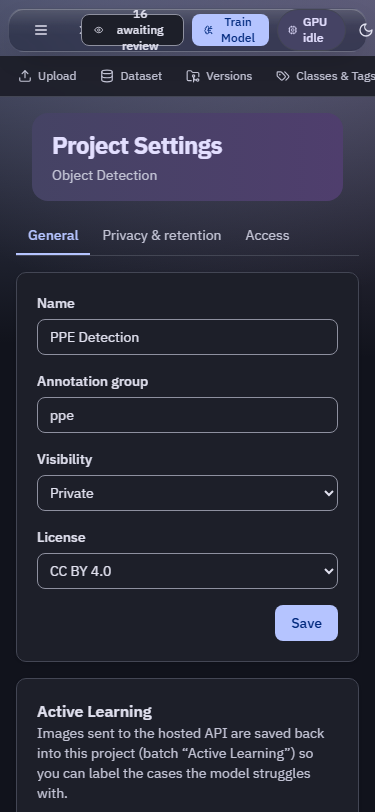 16 awaiting review
Train Model
GPU idle
Upload
Dataset
Versions
Classes & Tags
Project Settings
Object Detection
General
Privacy & retention
Access
Name
PPE Detection
Annotation group
ppe
Visibility
Private
License
CC BY 4.0
Save
Active Learning
Images sent to the hosted API are saved back
into this project (batch “Active Learning”) so
you can label the cases the model struggles
with.